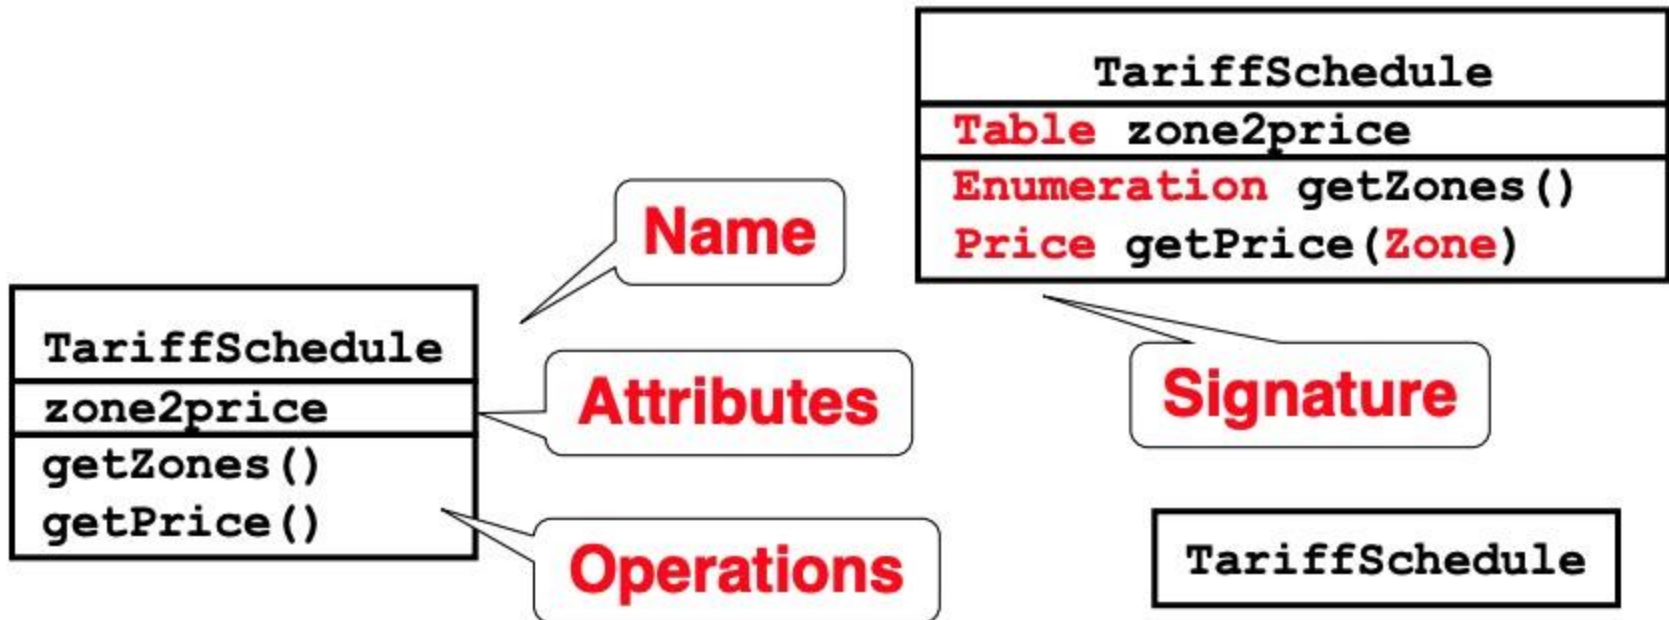 TariffSchedule
zone2price
getZones()
getPrice()
Name
Attributes
Operations
TariffSchedule
Table zone2price
Enumeration getZones()
Price getPrice(Zone)
Signature
TariffSchedule